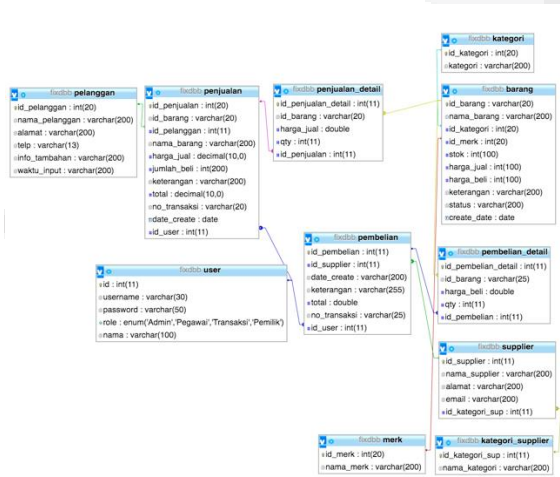 fixdbb kategori
id_kategori : int(20)
kategori : varchar(200)
fixdbb pelanggan
id_pelanggan : int(20)
nama_pelanggan : varchar(200)
alamat : varchar(200)
telp : varchar(13)
info_tambahan : varchar(200)
waktu_input : varchar(200)
fixdbb penjualan
id_penjualan : int(20)
id_barang : varchar(20)
id_pelanggan : int(11)
nama_barang : varchar(200)
harga_jual : decimal(10,0)
jumlah_beli : int(200)
keterangan : varchar(200)
total : decimal(10,0)
no_transaksi : varchar(20)
date_create : date
id_user : int(11)
fixdbb penjualan_detail
id_penjualan_detail : int(11)
id_barang : varchar(20)
harga_jual : double
qty : int(11)
id_penjualan : int(11)
fixdbb barang
id_barang : varchar(20)
nama_barang : varchar(200)
id_kategori : int(20)
id_merk : int(20)
stok : int(100)
harga_jual : int(100)
harga_beli : int(100)
keterangan : varchar(200)
status : varchar(200)
create_date : date
fixdbb user
id : int(11)
username : varchar(30)
password : varchar(50)
role : enum('Admin','Pegawai','Transaksi','Pemilik')
nama : varchar(100)
fixdbb pembelian
id_pembelian : int(11)
id_supplier : int(11)
date_create : varchar(200)
keterangan : varchar(255)
total : double
no_transaksi : varchar(25)
id_user : int(11)
fixdbb pembelian_detail
id_pembelian_detail : int(11)
id_barang : varchar(25)
harga_beli : double
qty : int(11)
id_pembelian : int(11)
fixdbb supplier
id_supplier : int(11)
nama_supplier : varchar(200)
alamat : varchar(200)
email : varchar(200)
id_kategori_sup : int(11)
fixdbb merk
id_merk : int(20)
nama_merk : varchar(200)
fixdbb kategori_supplier
id_kategori_sup : int(11)
nama_kategori : varchar(200)